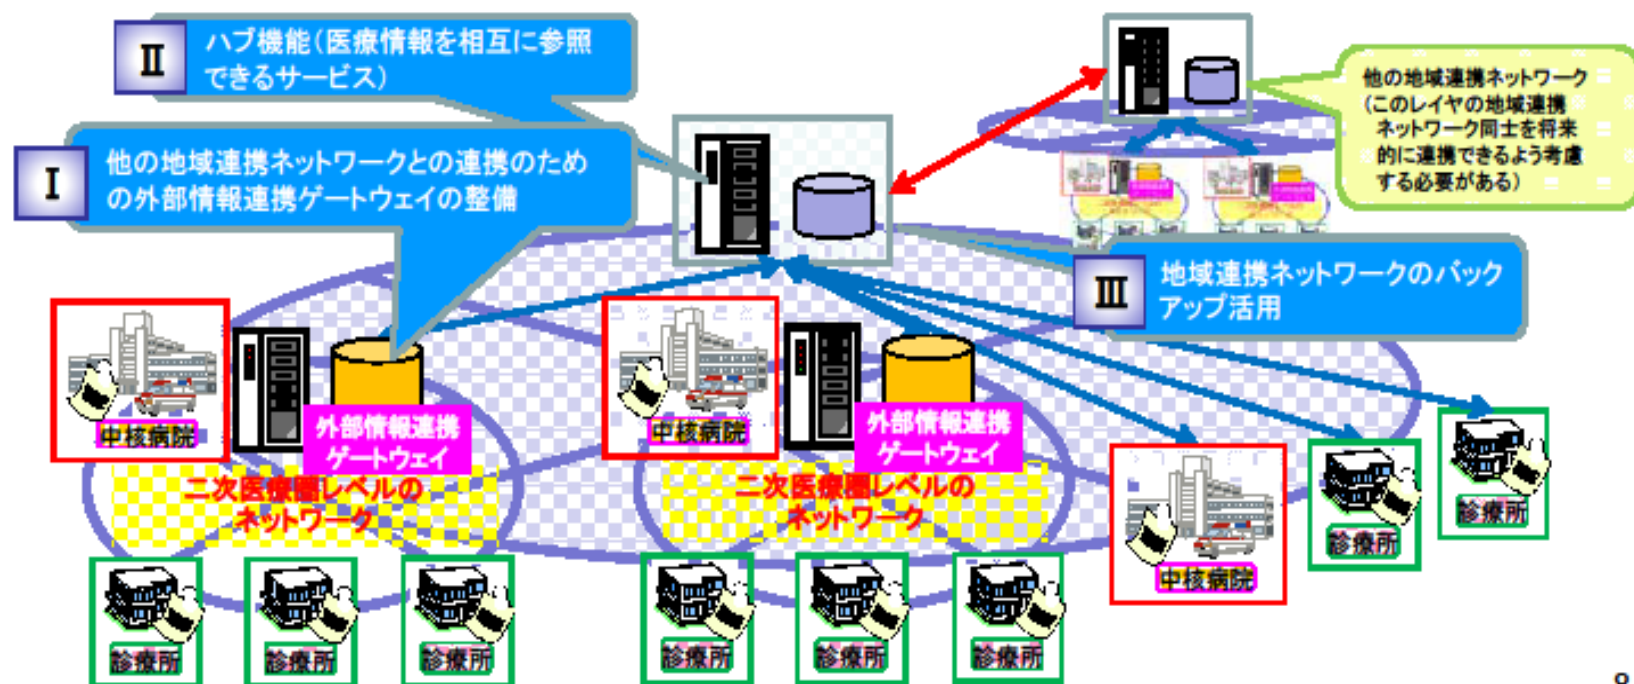 Ⅱ
ハブ機能（医療情報を相互に参照
できるサービス）
Ⅰ
他の地域連携ネットワークとの連携のため
の外部情報連携ゲートウェイの整備
他の地域連携ネットワーク
（このレイヤの地域連携
ネットワーク同士を将来
的に連携できるよう考慮
する必要がある）
Ⅲ
地域連携ネットワークのバック
アップ活用
中核病院
外部情報連携
ゲートウェイ
二次医療圏レベルの
ネットワーク
中核病院
外部情報連携
ゲートウェイ
二次医療圏レベルの
ネットワーク
中核病院
診療所
診療所
診療所
診療所
診療所
診療所
診療所
診療所